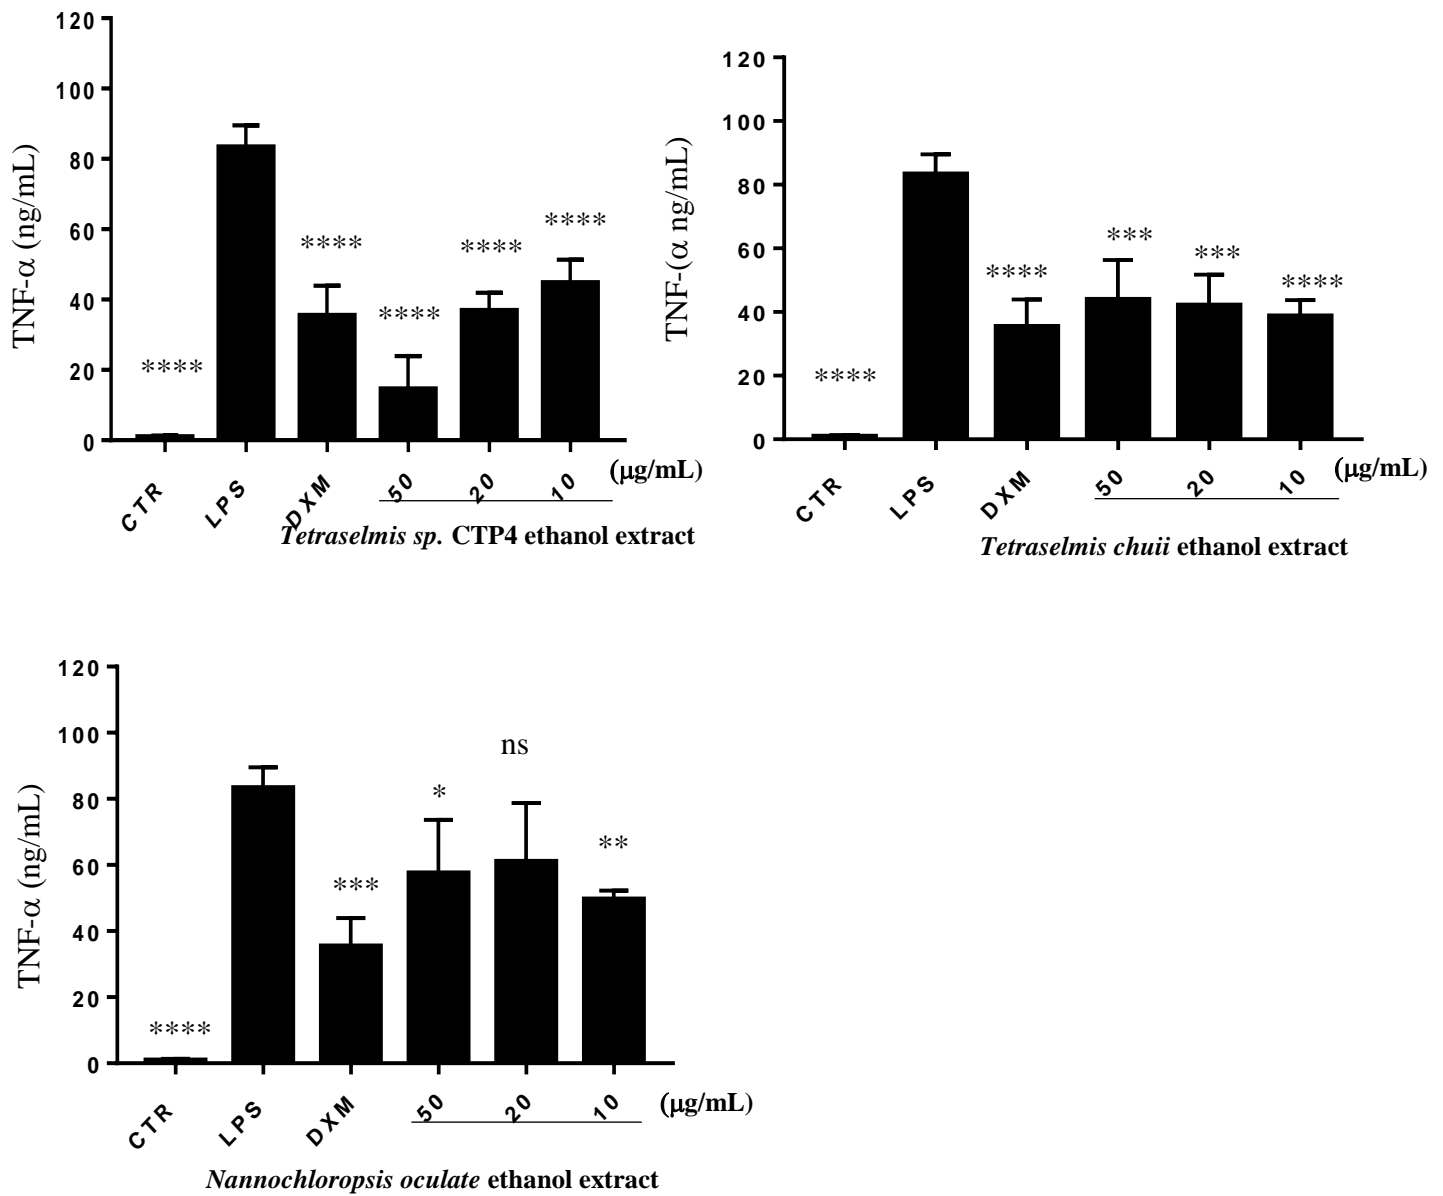 120
100
80
60
40
20
0
TNF-α (ng/mL)
****
****
****
****
****
CTR
LPS
DXM
50
20
10
(μg/mL)
Tetraselmis sp. CTP4 ethanol extract
120
100
80
60
40
20
0
TNF-(α ng/mL)
****
****
***
***
****
CTR
LPS
DXM
50
20
10
(μg/mL)
Tetraselmis chuii ethanol extract
120
100
80
60
40
20
0
TNF-α (ng/mL)
****
***
*
ns
**
CTR
LPS
DXM
50
20
10
(μg/mL)
Nannochloropsis oculate ethanol extract